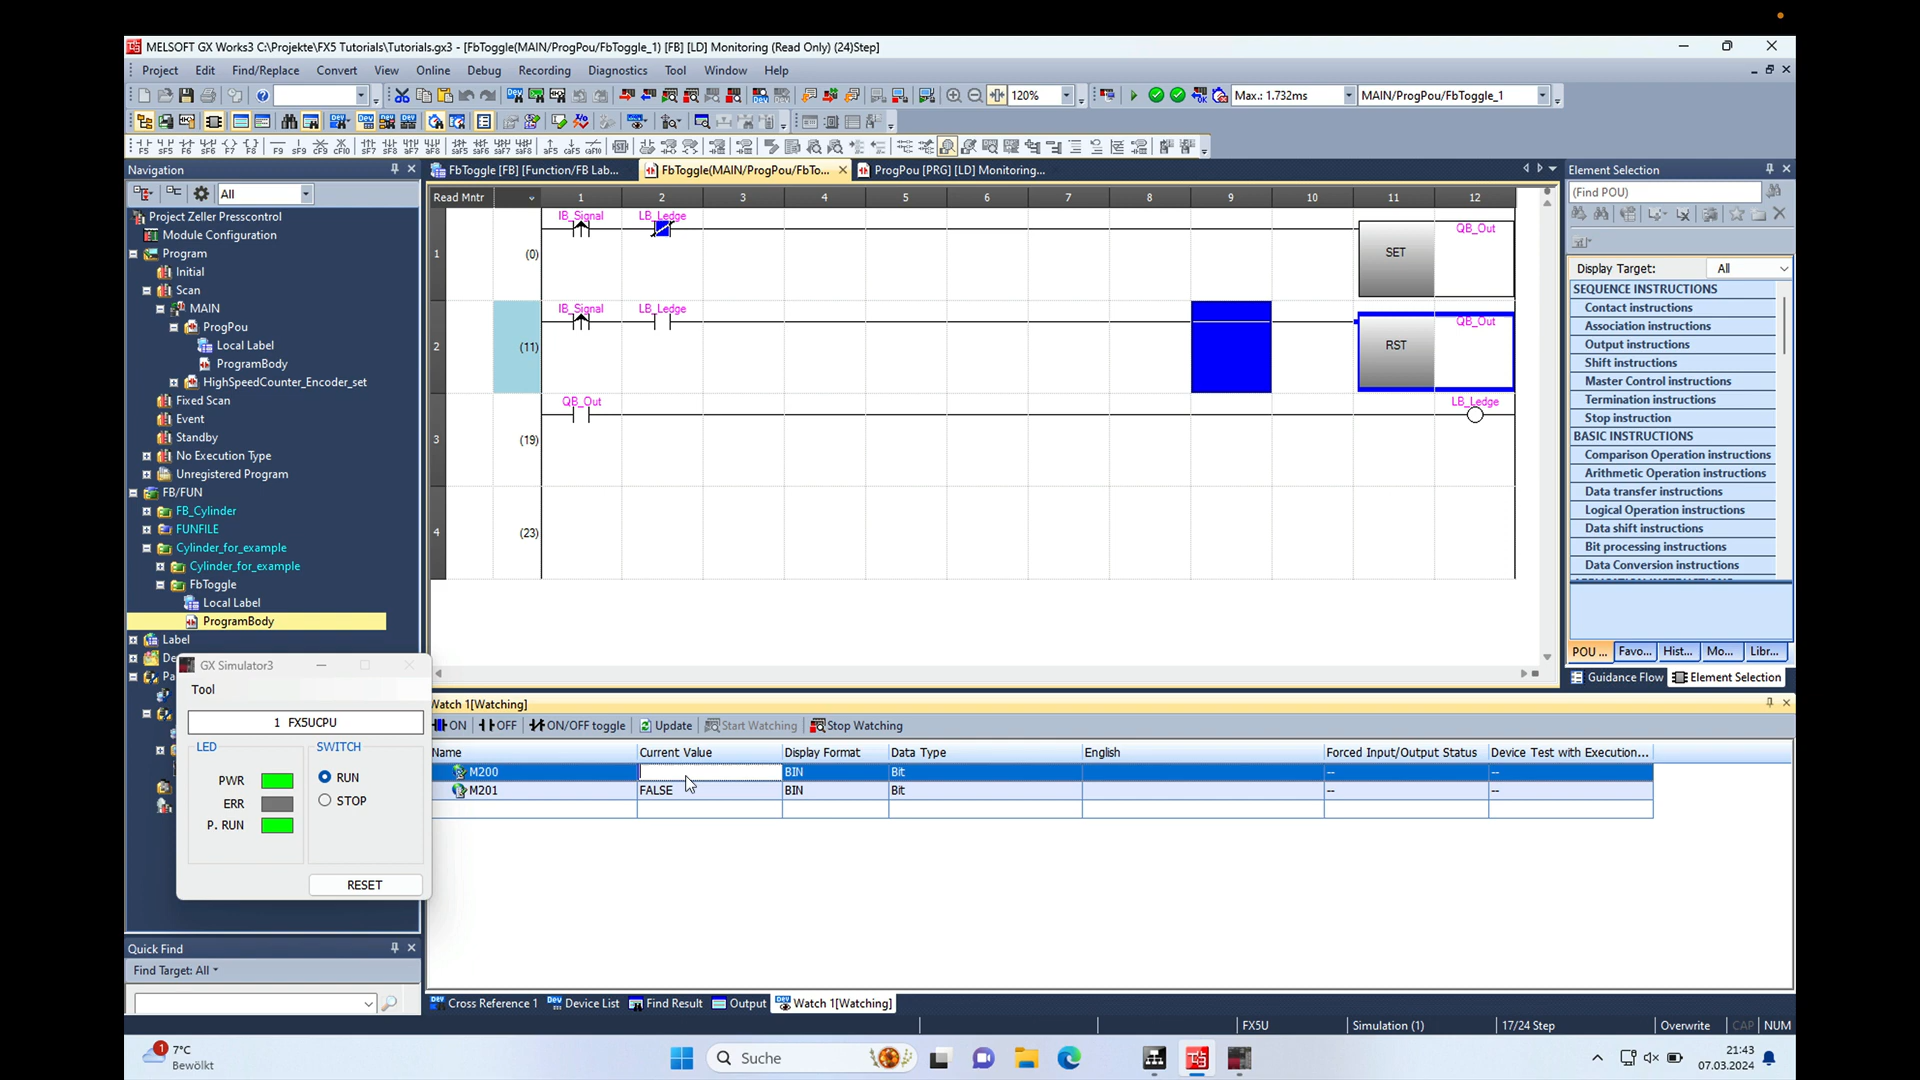 MELSOFT GX Works3 C:\Projekte\FX5 Tutorials\Tutorials.gx3 - [FbToggle(MAIN/ProgPou/FbToggle_1) [FB] [LD] Monitoring (Read Only) (24)Step]
Project Edit Find/Replace Convert View Online Debug Recording Diagnostics Tool Window Help
120% Max.: 1.732ms MAIN/ProgPou/FbToggle_1
Navigation
All
Project Zeller Presscontrol
Module Configuration
Program
Initial
Scan
MAIN
ProgPou
Local Label
ProgramBody
HighSpeedCounter_Encoder_set
Fixed Scan
Event
Standby
No Execution Type
Unregistered Program
FB/FUN
FB_Cylinder
FUNFILE
Cylinder_for_example
Cylinder_for_example
FbToggle
Local Label
ProgramBody
Label
De
Pa
FbToggle [FB] [Function/FB Lab...
FbToggle(MAIN/ProgPou/FbTo...
ProgPou [PRG] [LD] Monitoring...
Read Mntr 1 2 3 4 5 6 7 8 9 10 11 12
IB_Signal LB_Ledge QB_Out
1 (0) SET
IB_Signal LB_Ledge QB_Out
2 (11) RST
QB_Out LB_Ledge
3 (19)
4 (23)
Element Selection
(Find POU)
Display Target: All
SEQUENCE INSTRUCTIONS
Contact instructions
Association instructions
Output instructions
Shift instructions
Master Control instructions
Termination instructions
Stop instruction
BASIC INSTRUCTIONS
Comparison Operation instructions
Arithmetic Operation instructions
Data transfer instructions
Logical Operation instructions
Data shift instructions
Bit processing instructions
Data Conversion instructions
POU ... Favo... Hist... Mo... Libr...
Guidance Flow Element Selection
GX Simulator3
Tool
1 FX5UCPU
LED SWITCH
PWR RUN
ERR STOP
P. RUN
RESET
Watch 1[Watching]
ON OFF ON/OFF toggle Update Start Watching Stop Watching
Name Current Value Display Format Data Type English Forced Input/Output Status Device Test with Execution...
M200 BIN Bit -- --
M201 FALSE BIN Bit -- --
Quick Find
Find Target: All
Cross Reference 1 Device List Find Result Output Watch 1[Watching]
FX5U Simulation (1) 17/24 Step Overwrite CAP NUM
1 7°C
Bewölkt
Suche
21:43
07.03.2024